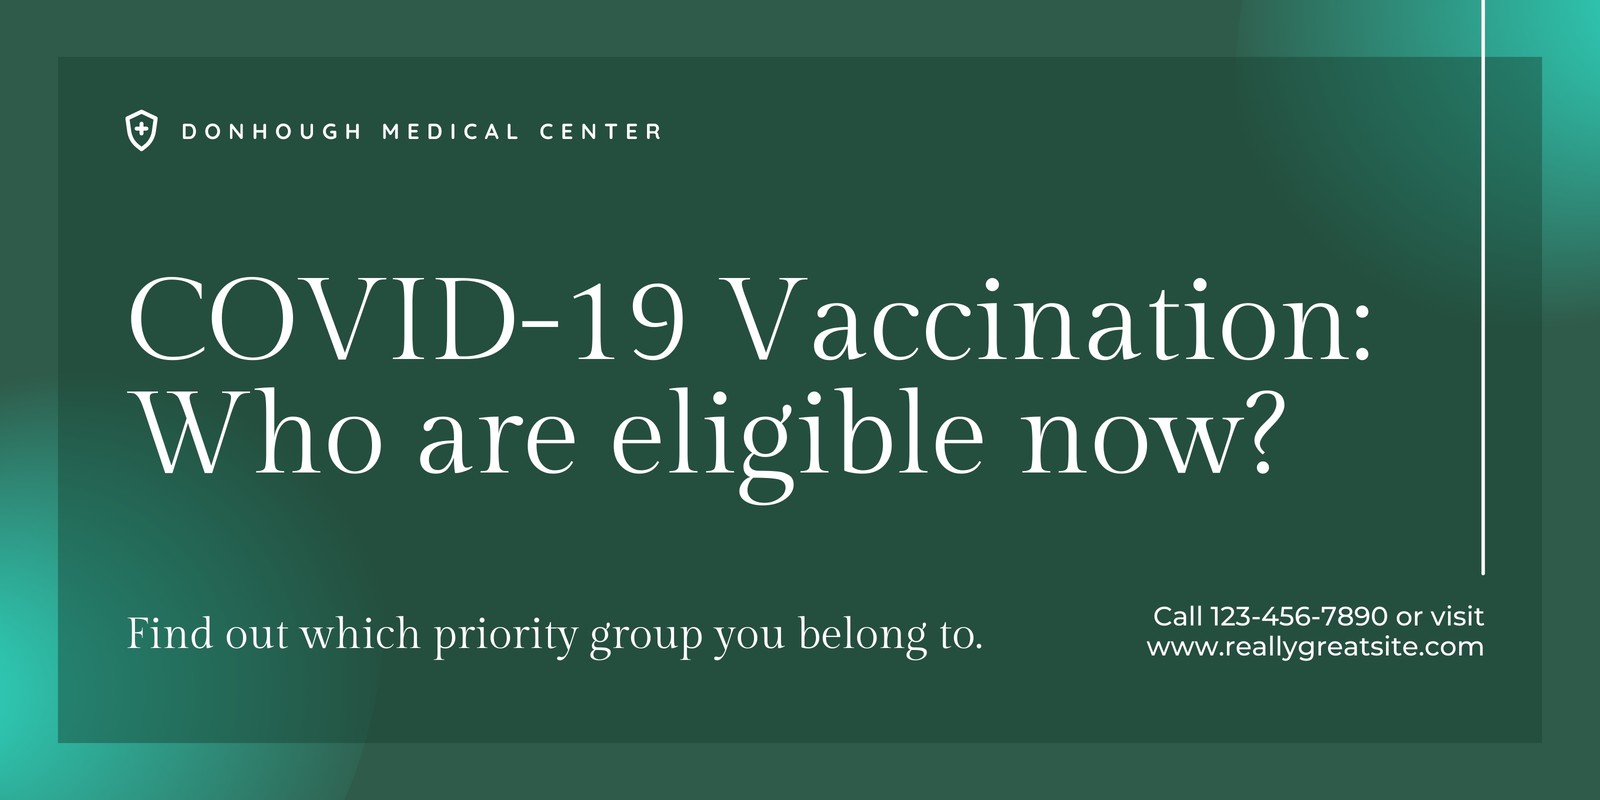 DONHOUGH MEDICAL CENTER
COVID-19 Vaccination:
Who are eligible now?
Find out which priority group you belong to.
Call 123-456-7890 or visit
www.reallygreatsite.com